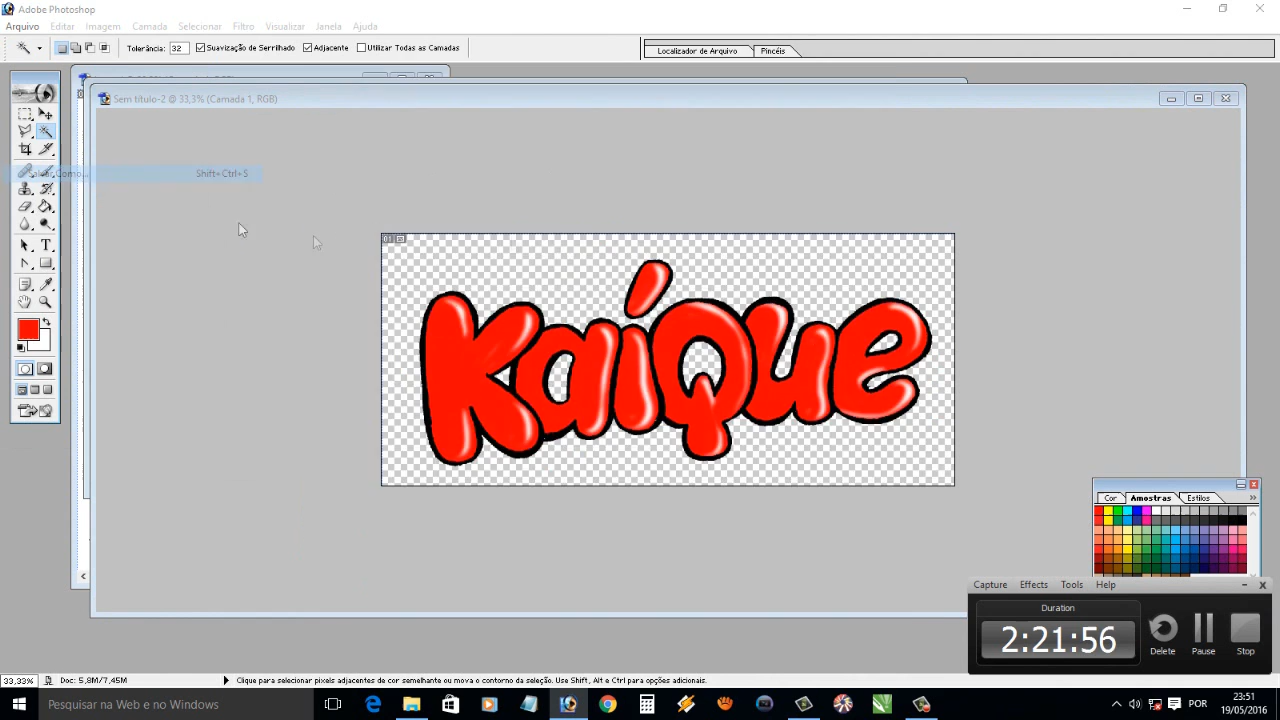 Adobe Photoshop
Arquivo Editar Imagem Camada Selecionar Filtro Visualizar Janela Ajuda
Tolerância: 32 Suavização de Serrilhado Adjacente Utilizar Todas as Camadas Localizador de Arquivo Pincéis
Sem título-2 @ 33,3% (Camada 1, RGB)
Salvar Como... Shift+Ctrl+S
Kaíque
Cor Amostras Estilos
Capture Effects Tools Help
Duration
2:21:56
Delete Pause Stop
33,33% Doc: 5,8M/7,45M Clique para selecionar pixels adjacentes de cor semelhante ou mova o contorno da seleção. Use Shift, Alt e Ctrl para opções adicionais.
Pesquisar na Web e no Windows
POR
23:51
19/05/2016